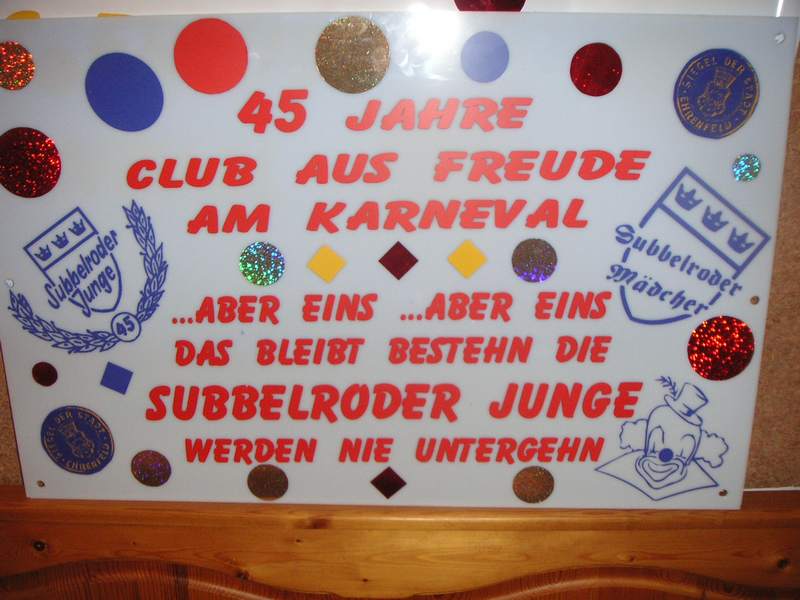 45 JAHRE
CLUB AUS FREUDE
AM KARNEVAL
...ABER EINS ...ABER EINS
DAS BLEIBT BESTEHN DIE
SUBBELRODER JUNGE
WERDEN NIE UNTERGEHN
SIEGEL DER STADT
EHRENFELD
Subbelroder
Junge
45
Subbelroder
Mädcher
SIEGEL DER STADT
EHRENFELD